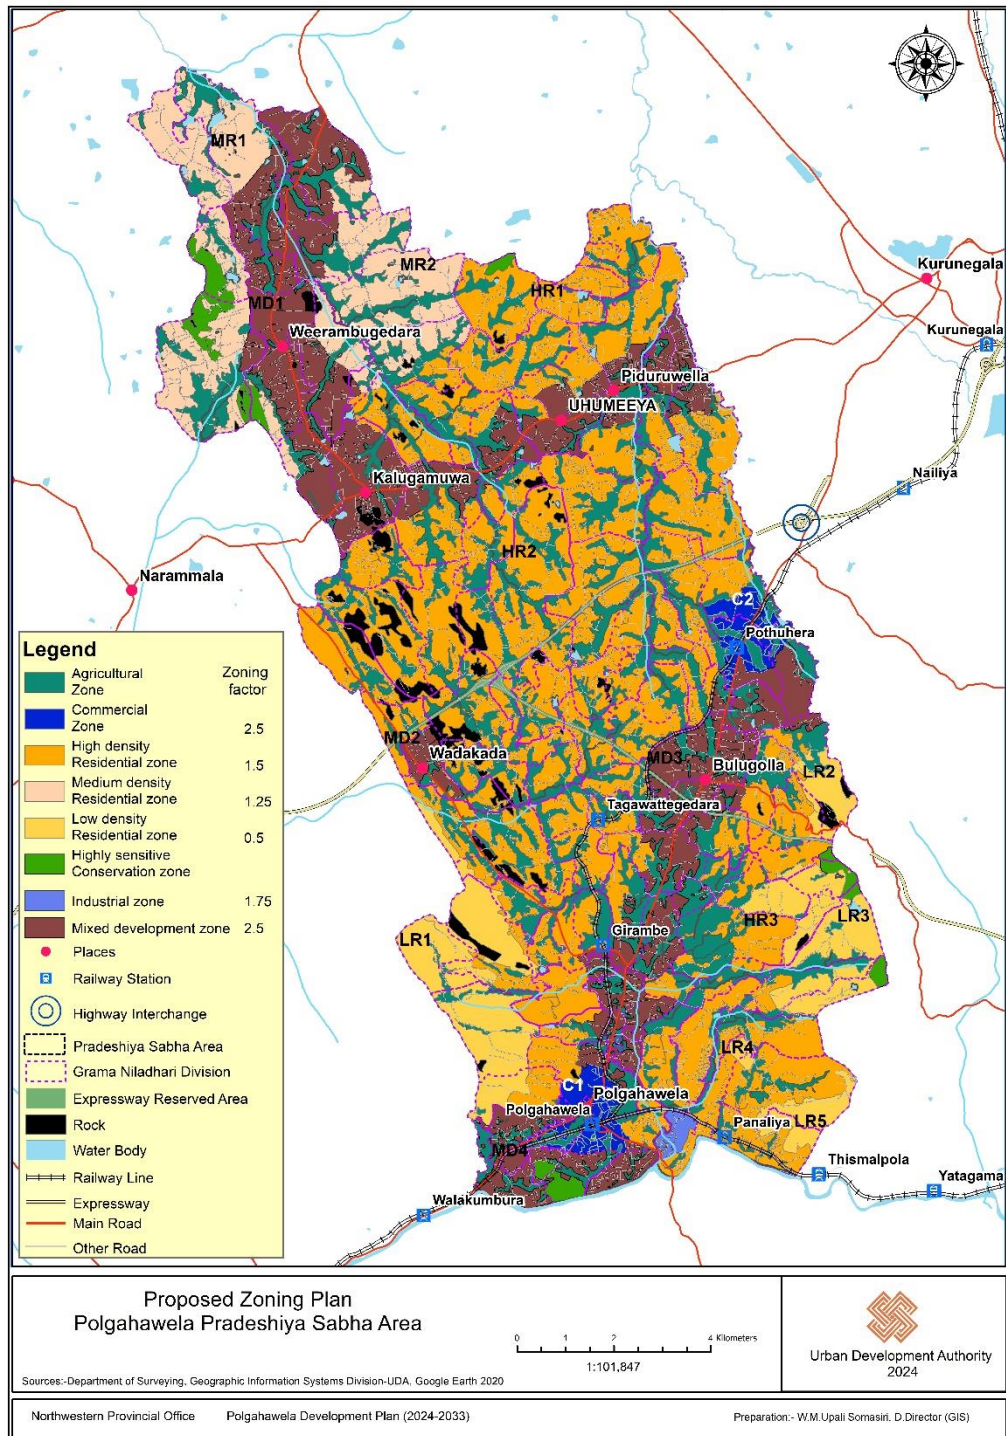 MR1
MR2
Kurunegala
HR1
MD1
Weerambugedara
Kurunegala
Piduruwella
UHUMEEYA
Kalugamuwa
Nailiya
HR2
Narammala
C2
Pothuhera
MD2
Wadakada
MD3
Bulugolla
LR2
Tagawattegedara
LR1
Girambe
HR3
LR3
LR4
C1
Polgahawela
Polgahawela
Panaliya
LR5
MD4
Thismalpola
Yatagama
Walakumbura
Legend
Zoning
factor
Agricultural
Zone
Commercial
Zone 2.5
High density
Residential zone 1.5
Medium density
Residential zone 1.25
Low density
Residential zone 0.5
Highly sensitive
Conservation zone
Industrial zone 1.75
Mixed development zone 2.5
Places
Railway Station
Highway Interchange
Pradeshiya Sabha Area
Grama Niladhari Division
Expressway Reserved Area
Rock
Water Body
Railway Line
Expressway
Main Road
Other Road
Proposed Zoning Plan
Polgahawela Pradeshiya Sabha Area
0 1 2 4 Kilometers
1:101,847
Sources:-Department of Surveying, Geographic Information Systems Division-UDA, Google Earth 2020
Urban Development Authority
2024
Northwestern Provincial Office Polgahawela Development Plan (2024-2033) Preparation:- W.M.Upali Somasiri. D.Director (GIS)